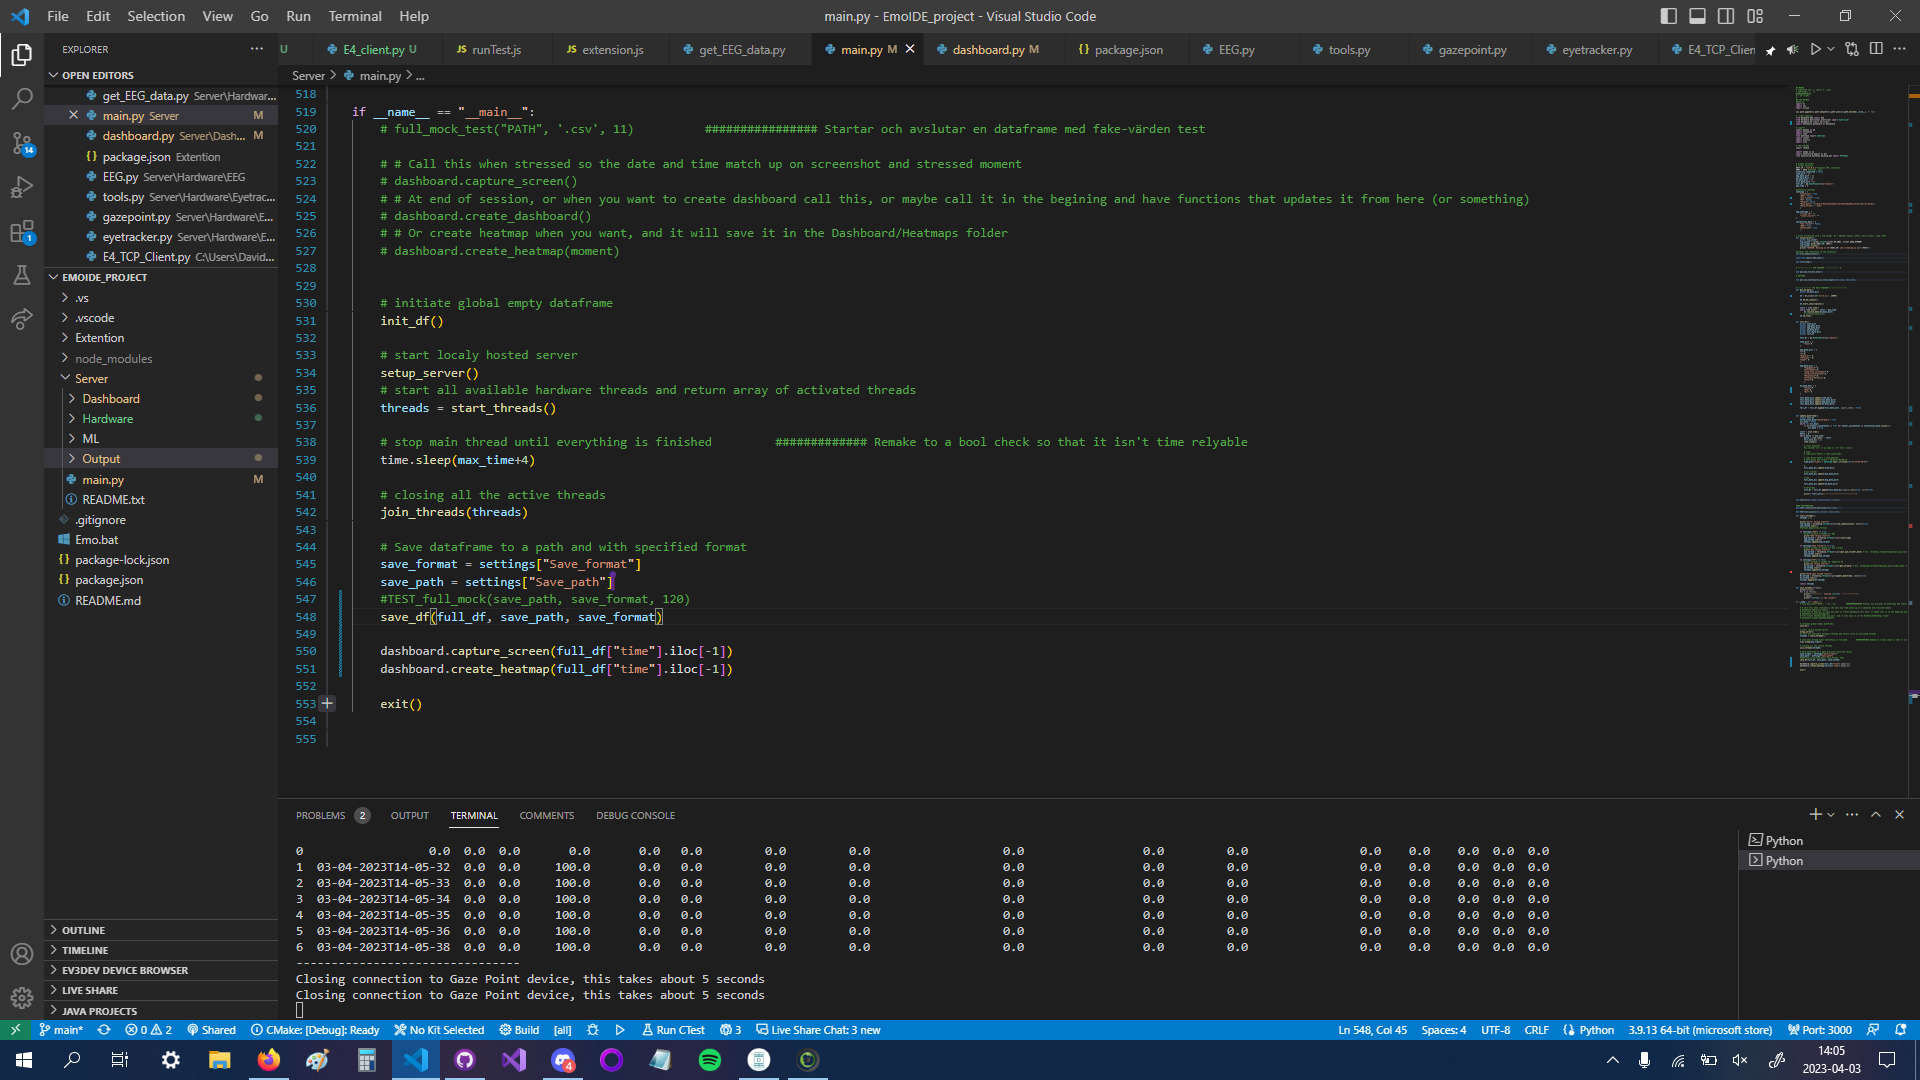 File Edit Selection View Go Run Terminal Help
main.py - EmoIDE_project - Visual Studio Code
EXPLORER
U E4_client.py U runTest.js extension.js get_EEG_data.py main.py M dashboard.py M package.json EEG.py tools.py gazepoint.py eyetracker.py E4_TCP_Clien
OPEN EDITORS
get_EEG_data.py Server\Hardwar...
main.py Server M
dashboard.py Server\Dash... M
package.json Extention
EEG.py Server\Hardware\EEG
tools.py Server\Hardware\Eyetrac...
gazepoint.py Server\Hardware\E...
eyetracker.py Server\Hardware\E...
E4_TCP_Client.py C:\Users\David...
EMOIDE_PROJECT
.vs
.vscode
Extention
node_modules
Server
Dashboard
Hardware
ML
Output
main.py M
README.txt
.gitignore
Emo.bat
package-lock.json
package.json
README.md
OUTLINE
TIMELINE
EV3DEV DEVICE BROWSER
LIVE SHARE
JAVA PROJECTS
14
1
Server > main.py > ...
518
519 if __name__ == "__main__":
520 # full_mock_test("PATH", '.csv', 11) ################ Startar och avslutar en dataframe med fake-värden test
521
522 # # Call this when stressed so the date and time match up on screenshot and stressed moment
523 # dashboard.capture_screen()
524 # # At end of session, or when you want to create dashboard call this, or maybe call it in the begining and have functions that updates it from here (or something)
525 # dashboard.create_dashboard()
526 # # Or create heatmap when you want, and it will save it in the Dashboard/Heatmaps folder
527 # dashboard.create_heatmap(moment)
528
529
530 # initiate global empty dataframe
531 init_df()
532
533 # start localy hosted server
534 setup_server()
535 # start all available hardware threads and return array of activated threads
536 threads = start_threads()
537
538 # stop main thread until everything is finished ############# Remake to a bool check so that it isn't time relyable
539 time.sleep(max_time+4)
540
541 # closing all the active threads
542 join_threads(threads)
543
544 # Save dataframe to a path and with specified format
545 save_format = settings["Save_format"]
546 save_path = settings["Save_path"]
547 #TEST_full_mock(save_path, save_format, 120)
548 save_df(full_df, save_path, save_format)
549
550 dashboard.capture_screen(full_df["time"].iloc[-1])
551 dashboard.create_heatmap(full_df["time"].iloc[-1])
552
553 exit()
554
555
PROBLEMS 2 OUTPUT TERMINAL COMMENTS DEBUG CONSOLE
Python
Python
0 0.0 0.0 0.0 0.0 0.0 0.0 0.0 0.0 0.0 0.0 0.0 0.0 0.0 0.0 0.0 0.0
1 03-04-2023T14-05-32 0.0 0.0 100.0 0.0 0.0 0.0 0.0 0.0 0.0 0.0 0.0 0.0 0.0 0.0 0.0
2 03-04-2023T14-05-33 0.0 0.0 100.0 0.0 0.0 0.0 0.0 0.0 0.0 0.0 0.0 0.0 0.0 0.0 0.0
3 03-04-2023T14-05-34 0.0 0.0 100.0 0.0 0.0 0.0 0.0 0.0 0.0 0.0 0.0 0.0 0.0 0.0 0.0
4 03-04-2023T14-05-35 0.0 0.0 100.0 0.0 0.0 0.0 0.0 0.0 0.0 0.0 0.0 0.0 0.0 0.0 0.0
5 03-04-2023T14-05-36 0.0 0.0 100.0 0.0 0.0 0.0 0.0 0.0 0.0 0.0 0.0 0.0 0.0 0.0 0.0
6 03-04-2023T14-05-38 0.0 0.0 100.0 0.0 0.0 0.0 0.0 0.0 0.0 0.0 0.0 0.0 0.0 0.0 0.0
--------------------------------
Closing connection to Gaze Point device, this takes about 5 seconds
Closing connection to Gaze Point device, this takes about 5 seconds
main* 0 2 Shared CMake: [Debug]: Ready No Kit Selected Build [all] Run CTest 3 Live Share Chat: 3 new
Ln 548, Col 45 Spaces: 4 UTF-8 CRLF Python 3.9.13 64-bit (microsoft store) Port: 3000
4
14:05
2023-04-03